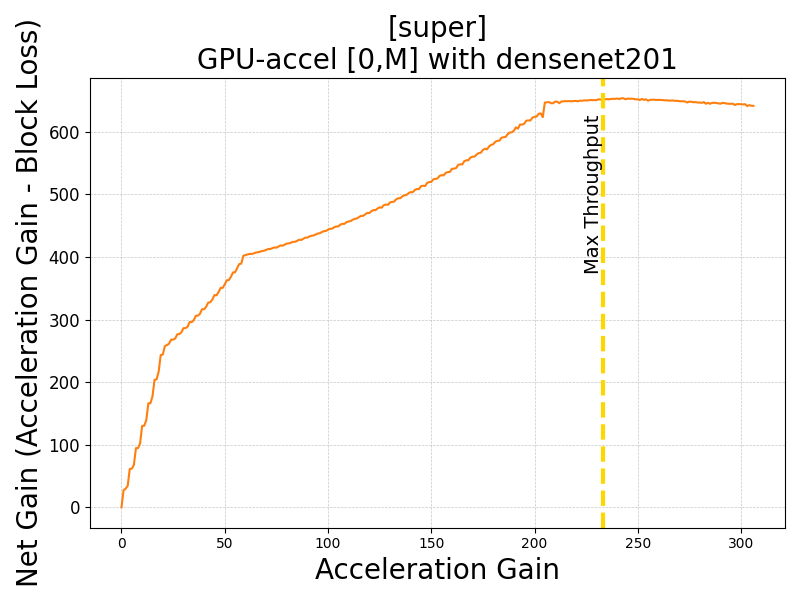 [super]
GPU-accel [0,M] with densenet201
Net Gain (Acceleration Gain - Block Loss)
600
500
400
300
200
100
0
Max Throughput
0 50 100 150 200 250 300
Acceleration Gain